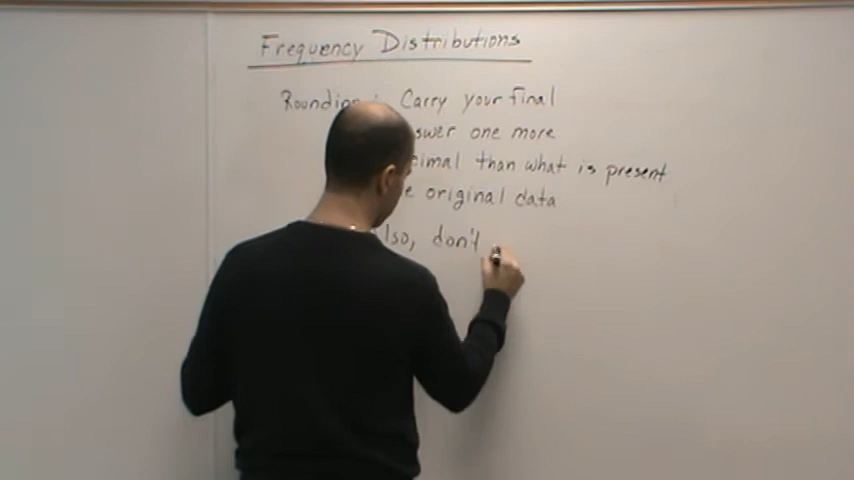 Frequency Distributions
Carry your final
one more
than what is present
original data
don't